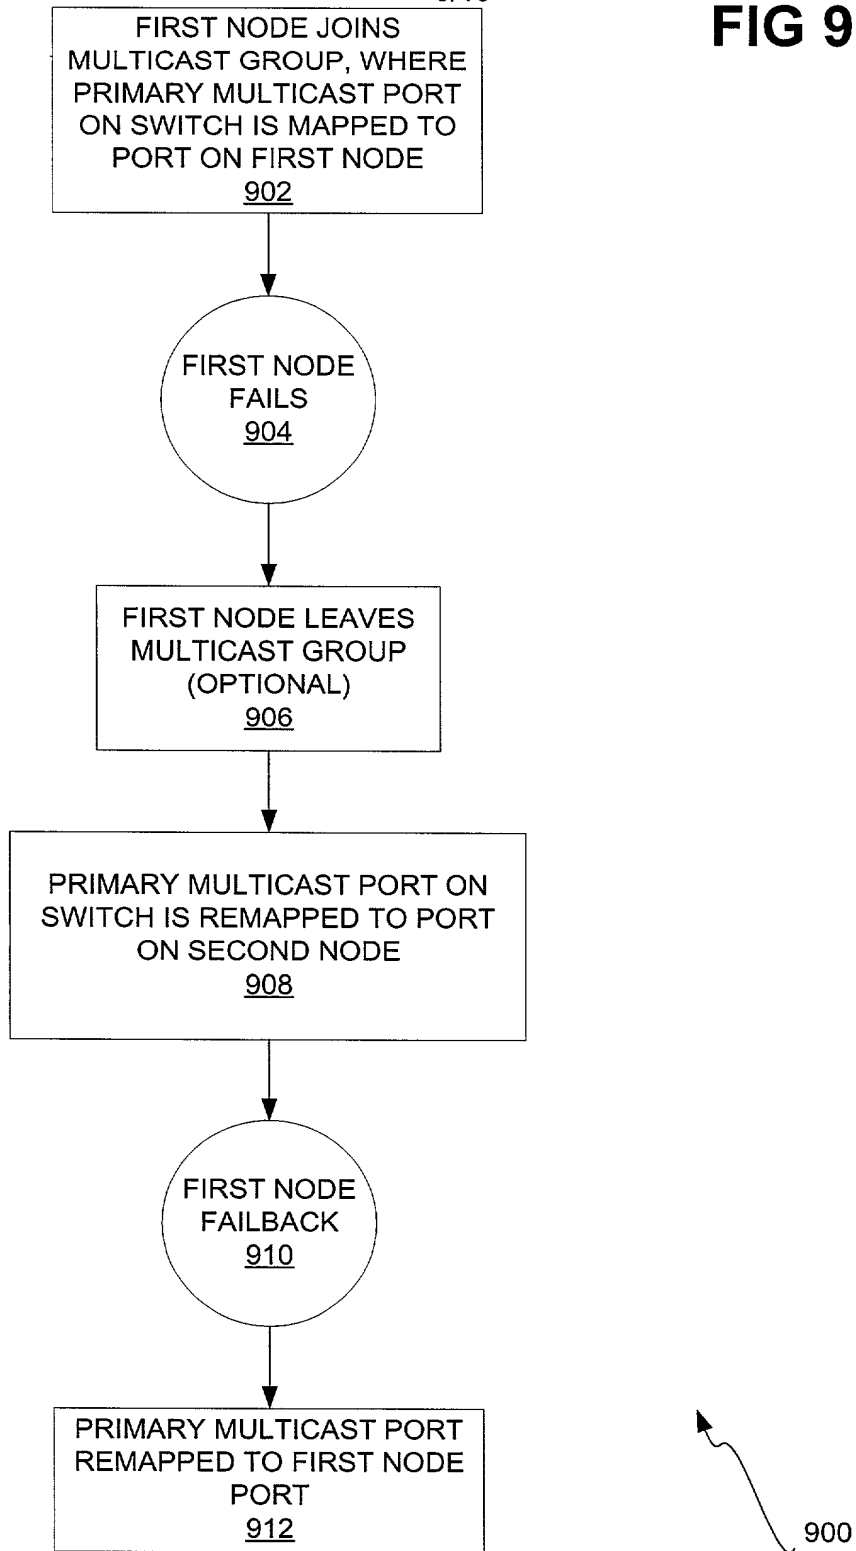 FIG 9
FIRST NODE JOINS
MULTICAST GROUP, WHERE
PRIMARY MULTICAST PORT
ON SWITCH IS MAPPED TO
PORT ON FIRST NODE
902
FIRST NODE
FAILS
904
FIRST NODE LEAVES
MULTICAST GROUP
(OPTIONAL)
906
PRIMARY MULTICAST PORT ON
SWITCH IS REMAPPED TO PORT
ON SECOND NODE
908
FIRST NODE
FAILBACK
910
PRIMARY MULTICAST PORT
REMAPPED TO FIRST NODE
PORT
912
900